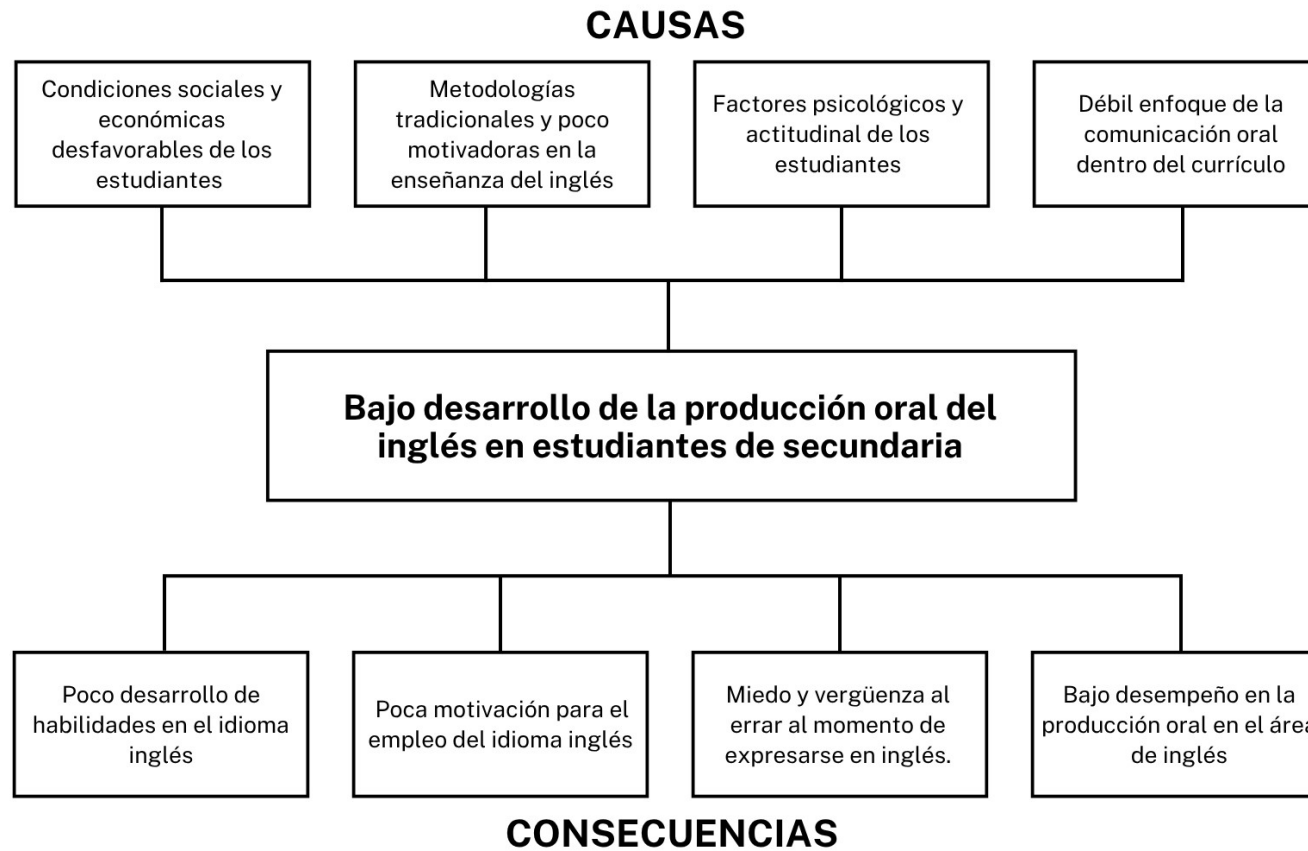 CAUSAS
Condiciones sociales y
económicas
desfavorables de los
estudiantes
Metodologías
tradicionales y poco
motivadoras en la
enseñanza del inglés
Factores psicológicos y
actitudinal de los
estudiantes
Débil enfoque de la
comunicación oral
dentro del currículo
Bajo desarrollo de la producción oral del
inglés en estudiantes de secundaria
Poco desarrollo de
habilidades en el idioma
inglés
Poca motivación para el
empleo del idioma inglés
Miedo y vergüenza al
errar al momento de
expresarse en inglés.
Bajo desempeño en la
producción oral en el área
de inglés
CONSECUENCIAS